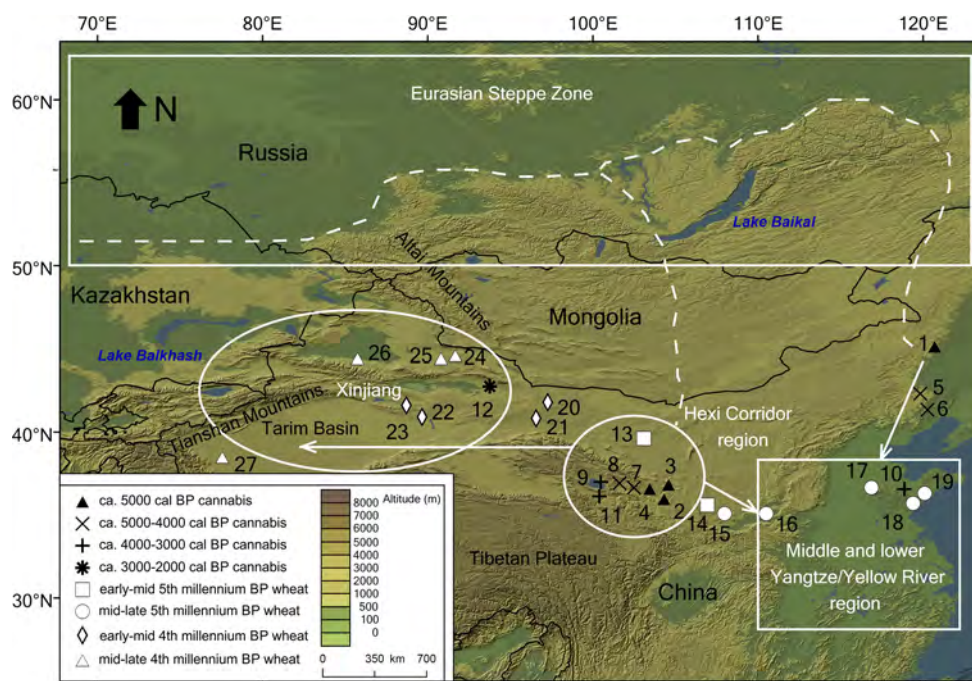 70°E 80°E 90°E 100°E 110°E 120°E
60°N
50°N
40°N
30°N
N
Eurasian Steppe Zone
Russia
Lake Baikal
Altai Mountains
Kazakhstan
Mongolia
Lake Balkhash
1
26 25 24
5
Xinjiang
6
12
20
22
Hexi Corridor
region
Tianshan Mountains
Tarim Basin
23
21
13
27
8 7 3
9
17 10 19
11 4 2
18
14
15 16
Tibetan Plateau
Middle and lower
Yangtze/Yellow River
region
China
ca. 5000 cal BP cannabis
ca. 5000-4000 cal BP cannabis
ca. 4000-3000 cal BP cannabis
ca. 3000-2000 cal BP cannabis
early-mid 5th millennium BP wheat
mid-late 5th millennium BP wheat
early-mid 4th millennium BP wheat
mid-late 4th millennium BP wheat
Altitude (m)
8000
7000
6000
5000
4000
3000
2000
1000
500
100
0
0 350 km 700